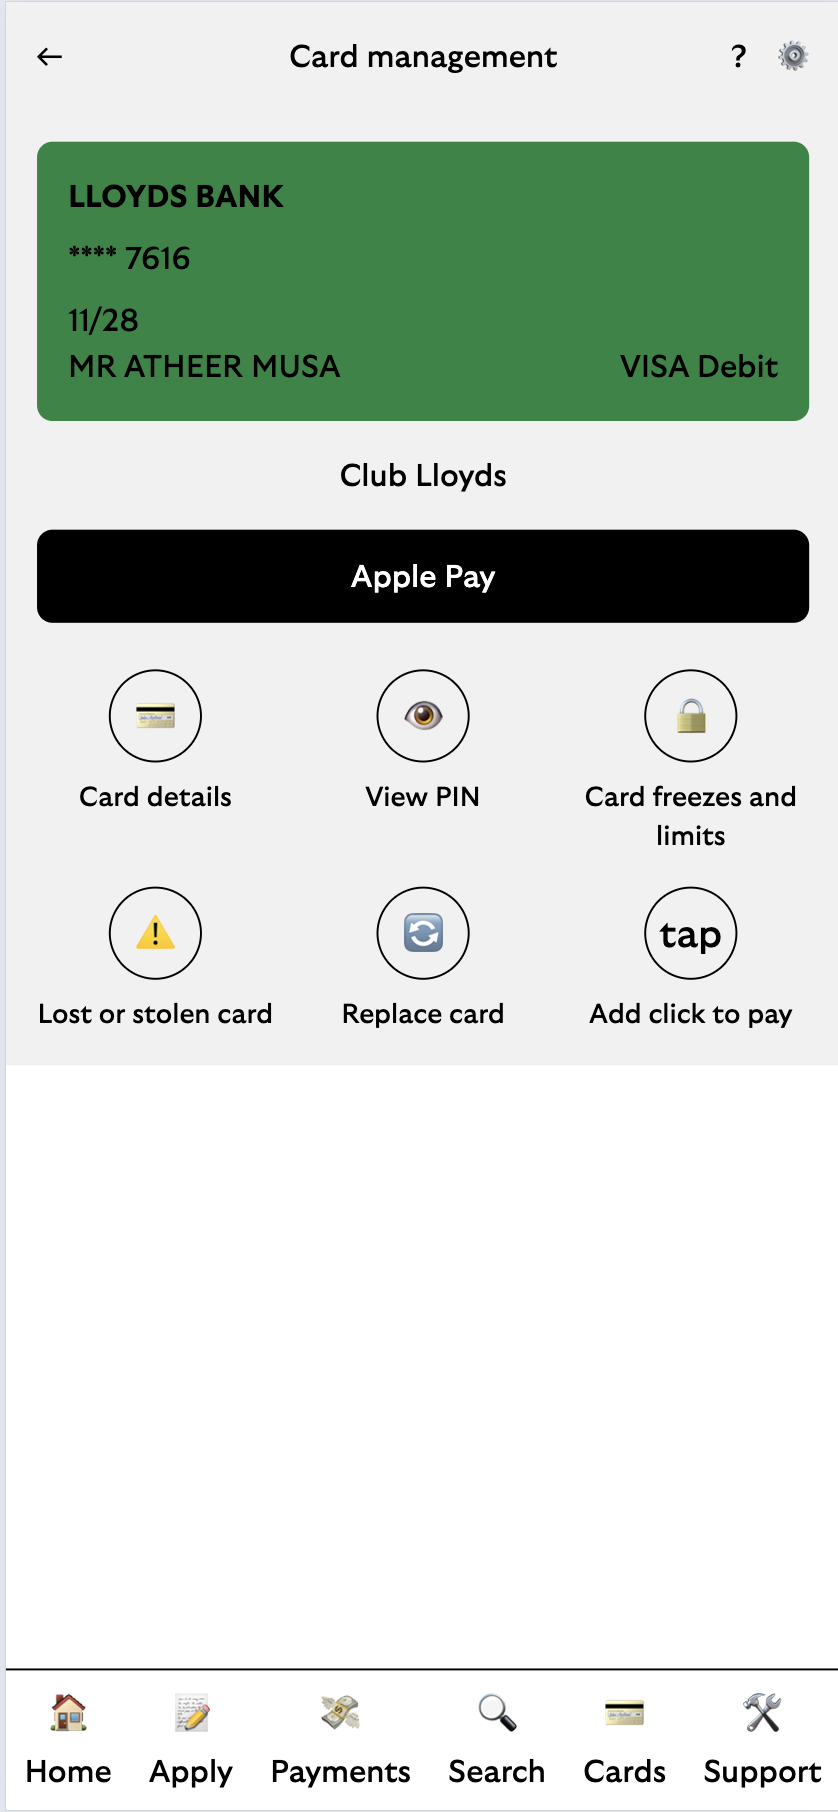 ←
Card management
?
LLOYDS BANK
**** 7616
11/28
MR ATHEER MUSA
VISA Debit
Club Lloyds
Apple Pay
Card details
View PIN
Card freezes and
limits
Lost or stolen card
Replace card
tap
Add click to pay
Home
Apply
Payments
Search
Cards
Support